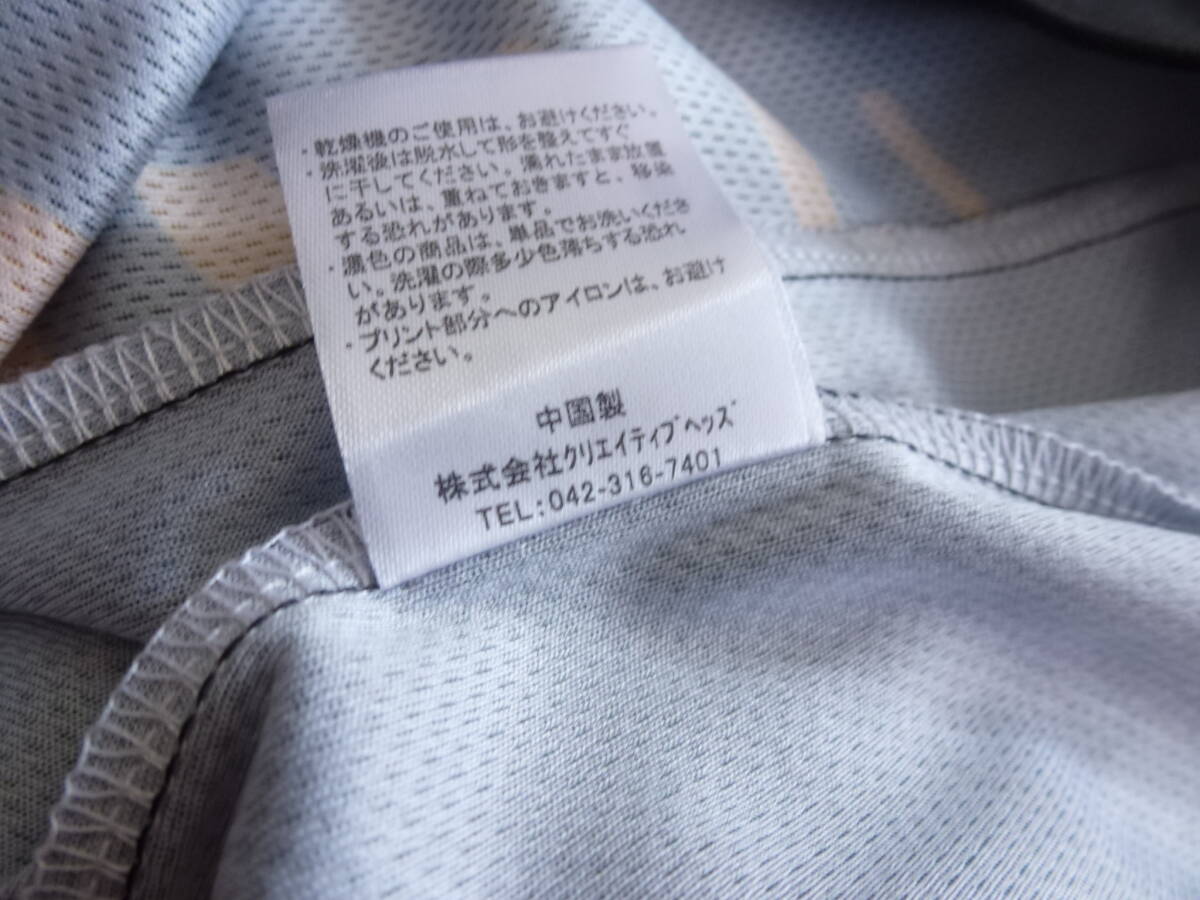 ・乾燥機のご使用は、お避けください。
・洗濯後は脱水して形を整えてすぐ
に干してください。濡れたまま放置
あるいは、重ねておきますと、移染
する恐れがあります。
・濃色の商品は、単品でお洗いくださ
い。洗濯の際多少色落ちする恐れ
があります。
・プリント部分へのアイロンは、お避け
ください。
中国製
株式会社ｸﾘｴｲﾃｨﾌﾞﾍｯｽﾞ
TEL:042-316-7401